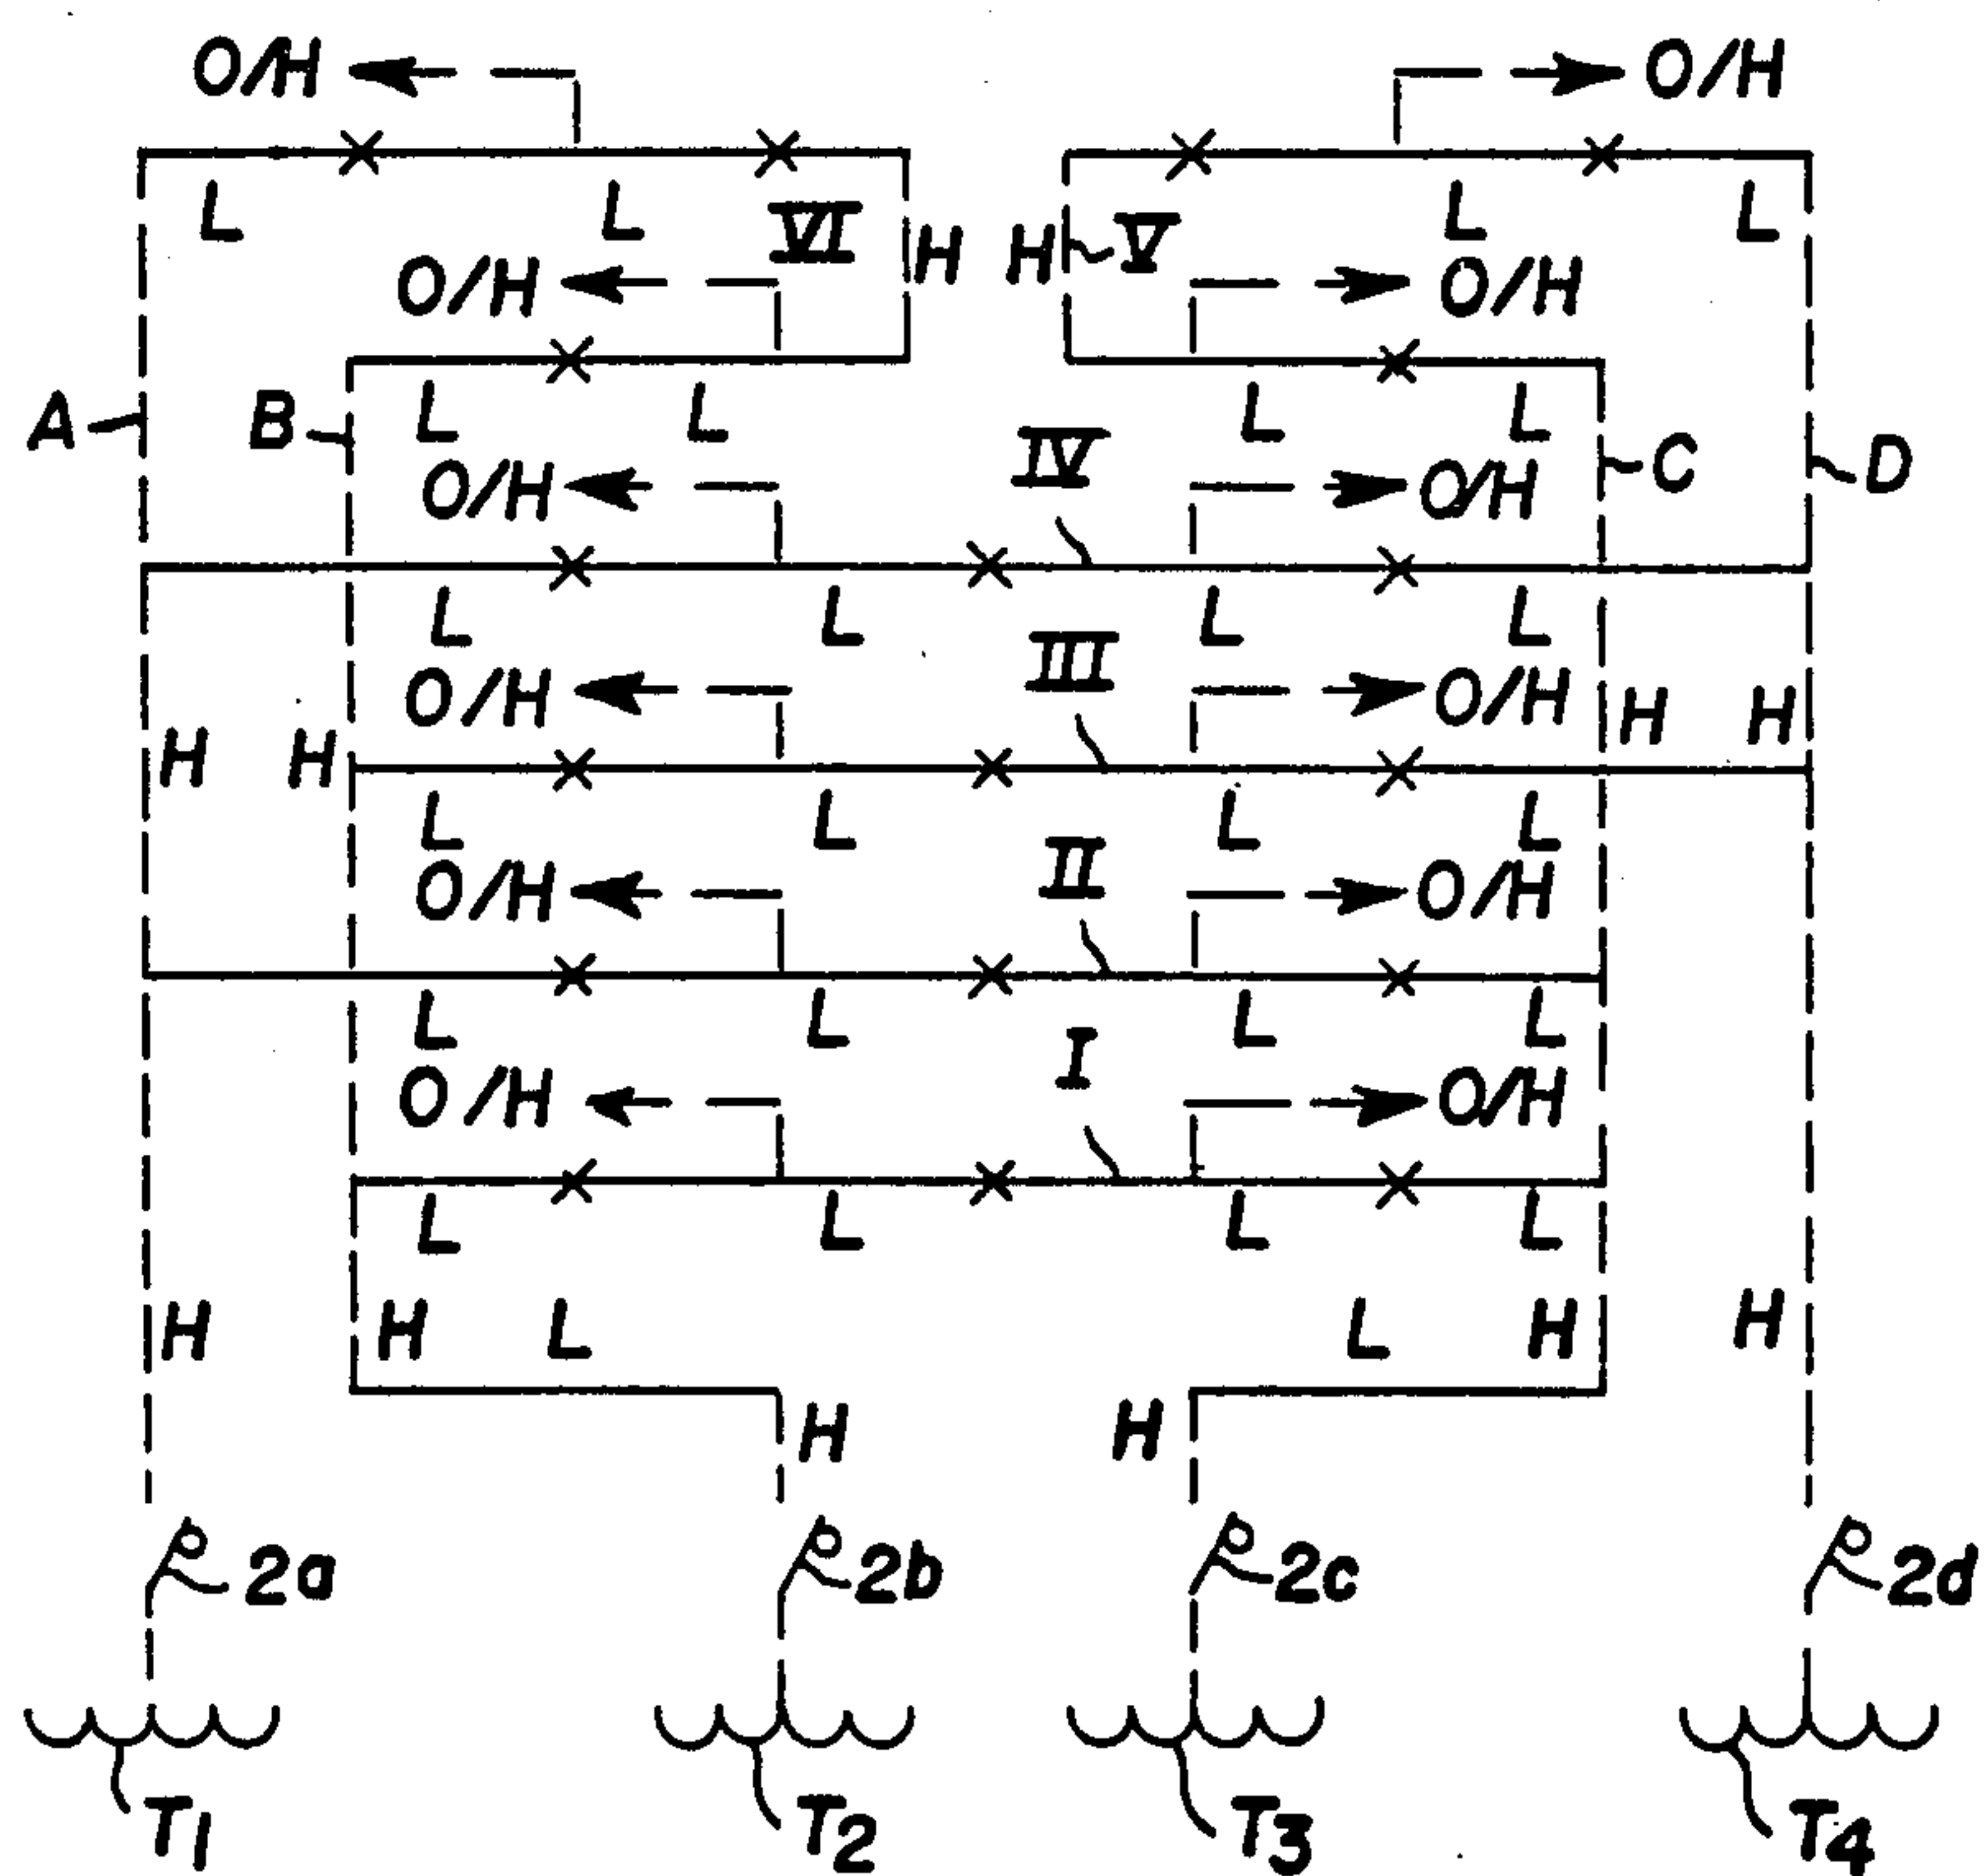 O/H O/H
L L VI H H V L L
O/H O/H
A B L L IV L L C D
O/H O/H
L L III L L
O/H O/H H H
H H
L L II L L
O/H O/H
L L I L L
O/H O/H
L L L L
H H L L H H
H H
2a 2b 2c 2d
T1 T2 T3 T4